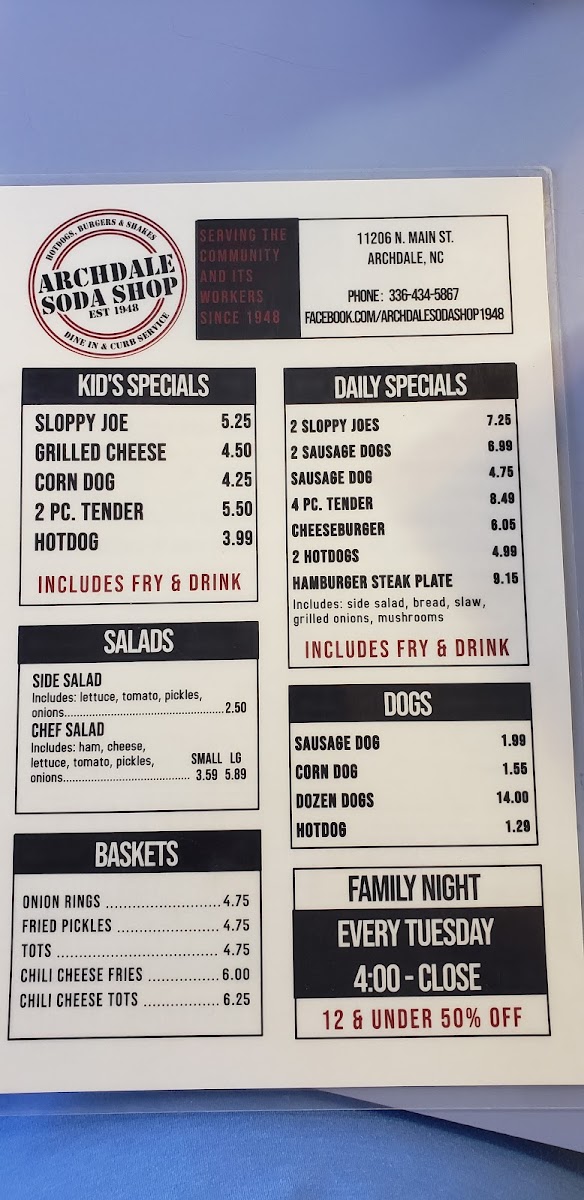 HOTDOGS, BURGERS & SHAKES
ARCHDALE
SODA SHOP
EST 1948
DINE IN & CURB SERVICE
SERVING THE
COMMUNITY
AND ITS
WORKERS
SINCE 1948
11206 N. MAIN ST.
ARCHDALE, NC
PHONE: 336-434-5867
FACEBOOK.COM/ARCHDALESODASHOP1948
KID'S SPECIALS
SLOPPY JOE 5.25
GRILLED CHEESE 4.50
CORN DOG 4.25
2 PC. TENDER 5.50
HOTDOG 3.99
INCLUDES FRY & DRINK
SALADS
SIDE SALAD
Includes: lettuce, tomato, pickles,
onions........................................2.50
CHEF SALAD
Includes: ham, cheese,
lettuce, tomato, pickles, SMALL LG
onions................................ 3.59 5.89
BASKETS
ONION RINGS ......................4.75
FRIED PICKLES ....................4.75
TOTS ................................4.75
CHILI CHEESE FRIES ..............6.00
CHILI CHEESE TOTS ...............6.25
DAILY SPECIALS
2 SLOPPY JOES 7.25
2 SAUSAGE DOGS 6.99
SAUSAGE DOG 4.75
4 PC. TENDER 8.49
CHEESEBURGER 6.05
2 HOTDOGS 4.99
HAMBURGER STEAK PLATE 9.15
Includes: side salad, bread, slaw,
grilled onions, mushrooms
INCLUDES FRY & DRINK
DOGS
SAUSAGE DOG 1.99
CORN DOG 1.55
DOZEN DOGS 14.00
HOTDOG 1.29
FAMILY NIGHT
EVERY TUESDAY
4:00 - CLOSE
12 & UNDER 50% OFF